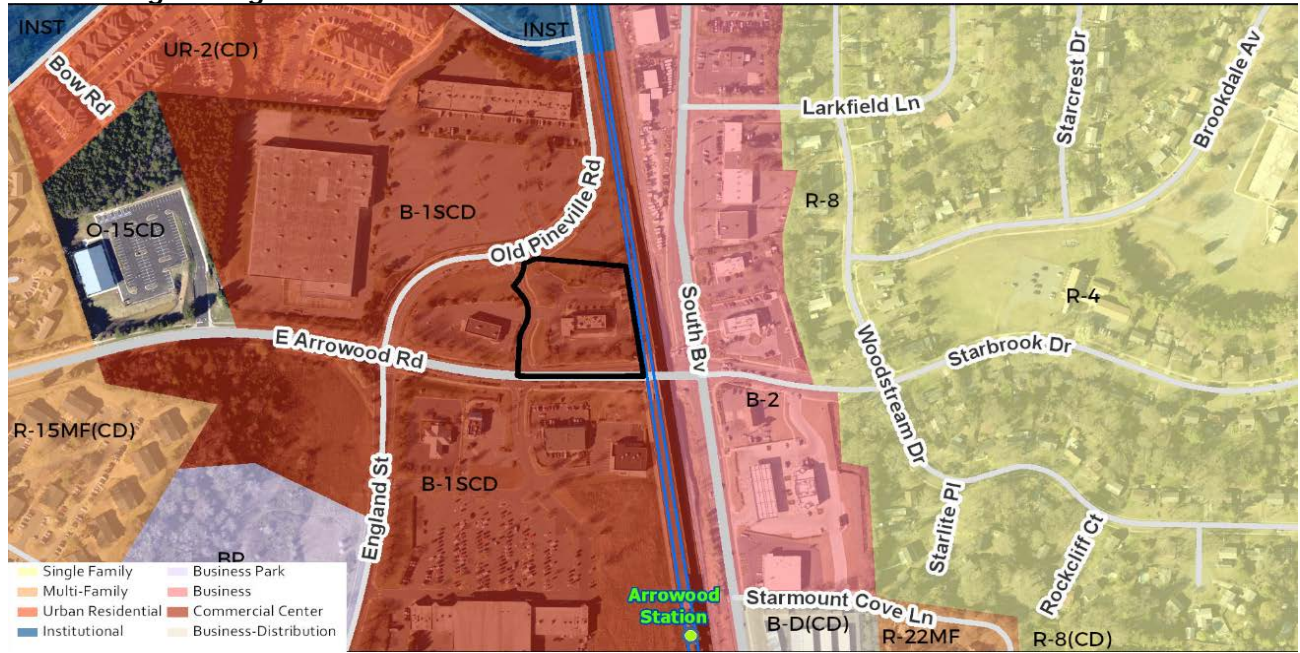 INST
INST
UR-2(CD)
Bow Rd
Larkfield Ln
Starcrest Dr
Brookdale Av
Old Pineville Rd
R-8
B-1SCD
O-15CD
South Bv
R-4
E Arrowood Rd
Woodstream Dr
Starbrook Dr
B-2
R-15MF(CD)
England St
B-1SCD
Starlite Pl
Rockcliff Ct
BP
Single Family
Multi-Family
Urban Residential
Institutional
Business Park
Business
Commercial Center
Business-Distribution
Arrowood
Station
Starmount Cove Ln
B-D(CD)
R-22MF
R-8(CD)